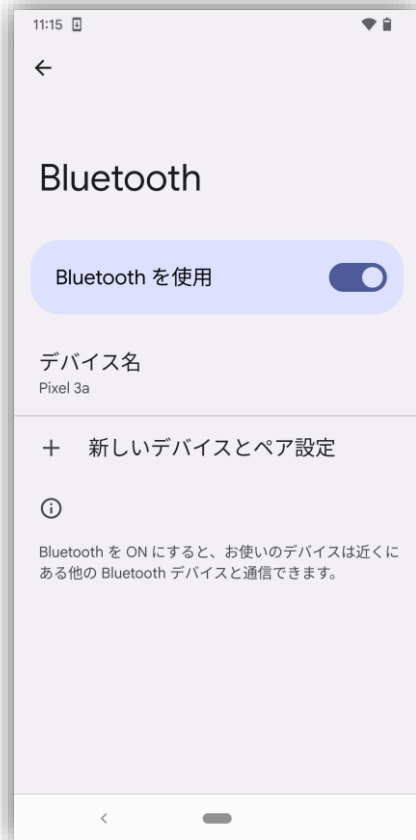 11:15
Bluetooth
Bluetooth を使用
デバイス名
Pixel 3a
新しいデバイスとペア設定
Bluetooth を ON にすると、お使いのデバイスは近くに
ある他の Bluetooth デバイスと通信できます。